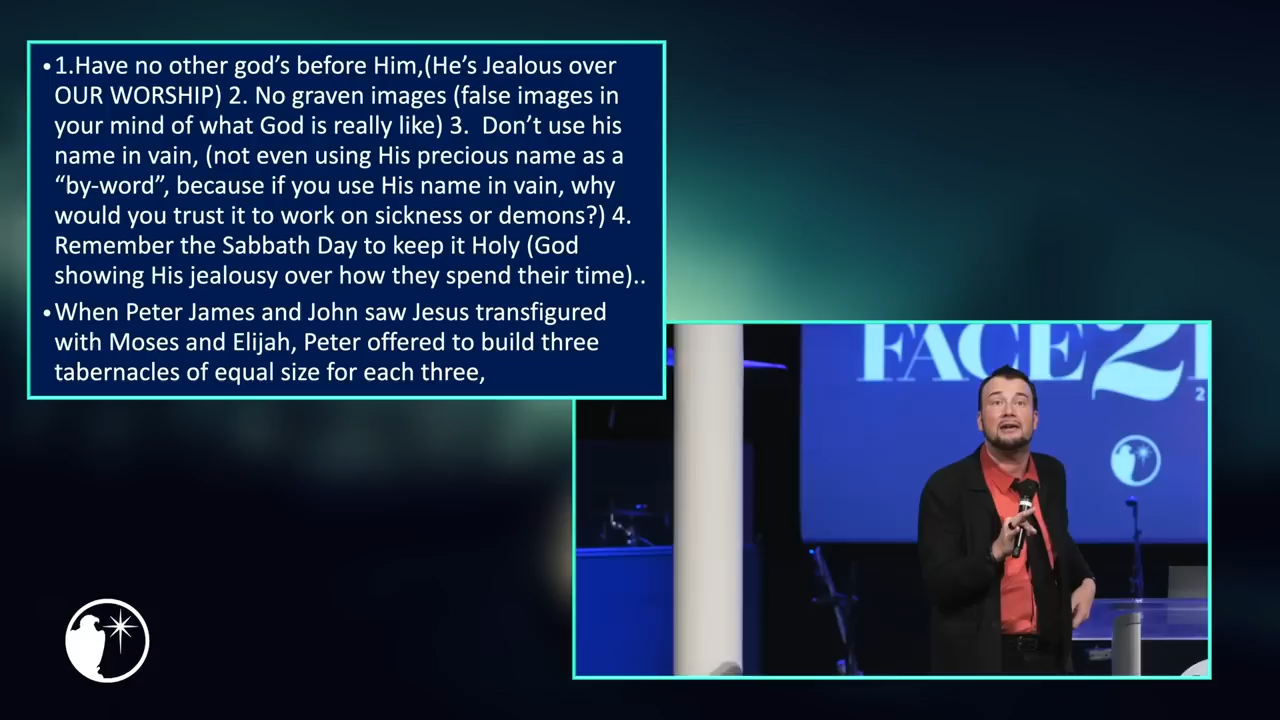 •1.Have no other god’s before Him,(He’s Jealous over
OUR WORSHIP) 2. No graven images (false images in
your mind of what God is really like) 3.  Don’t use his
name in vain, (not even using His precious name as a
“by-word”, because if you use His name in vain, why
would you trust it to work on sickness or demons?) 4.
Remember the Sabbath Day to keep it Holy (God
showing His jealousy over how they spend their time)..
•When Peter James and John saw Jesus transfigured
with Moses and Elijah, Peter offered to build three
tabernacles of equal size for each three,
FACE2
2